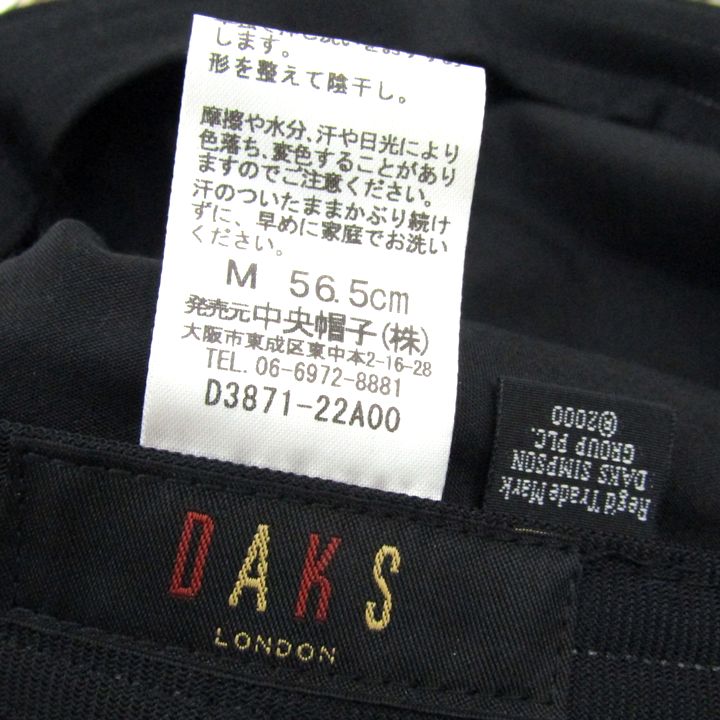 します。
形を整えて陰干し。
摩擦や水分、汗や日光により
色落ち、変色することがあり
ますのでご注意ください。
汗のついたままかぶり続け
ずに、早めに家庭でお洗い
ください。
M 56.5cm
発売元中央帽子(株)
大阪市東成区東中本2-16-28
TEL. 06-6972-8881
D3871-22A00
Reg'd Trade Mark
DAKS SIMPSON
GROUP PLC.
©2000
DAKS
LONDON